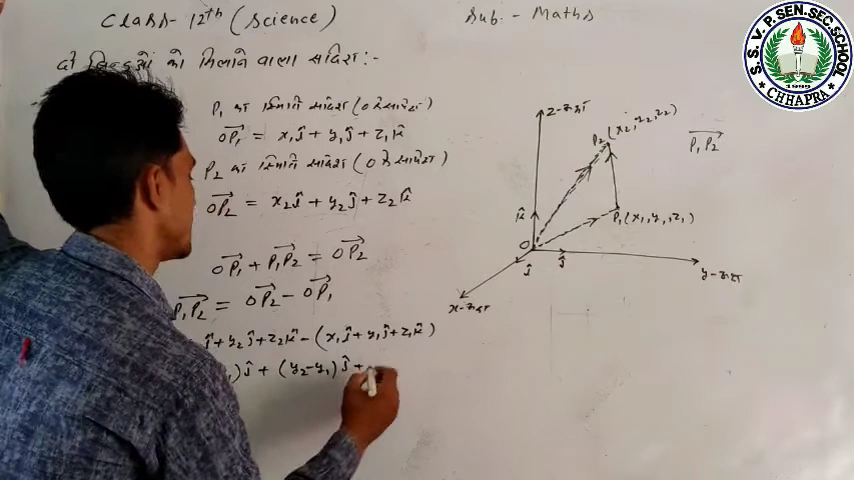 Class - 12th (Science)
Sub. - Maths
दो बिन्दुओं को मिलाने वाला सदिश :-
P₁ का स्थिति सदिश (O के सापेक्ष)
OP₁ = x₁î + y₁ĵ + z₁k̂
P₂ का स्थिति सदिश (O के सापेक्ष)
OP₂ = x₂î + y₂ĵ + z₂k̂
OP₁ + P₁P₂ = OP₂
P₁P₂ = OP₂ - OP₁
î + y₂ĵ + z₂k̂ - (x₁î + y₁ĵ + z₁k̂)
₁)î + (y₂ - y₁)ĵ +
z-अक्ष
P₂(x₂, y₂, z₂)
P₁P₂
k̂
P₁(x₁, y₁, z₁)
O
î
ĵ
y-अक्ष
x-अक्ष
S.S.V.P. SEN. SEC. SCHOOL
1995
CHHAPRA